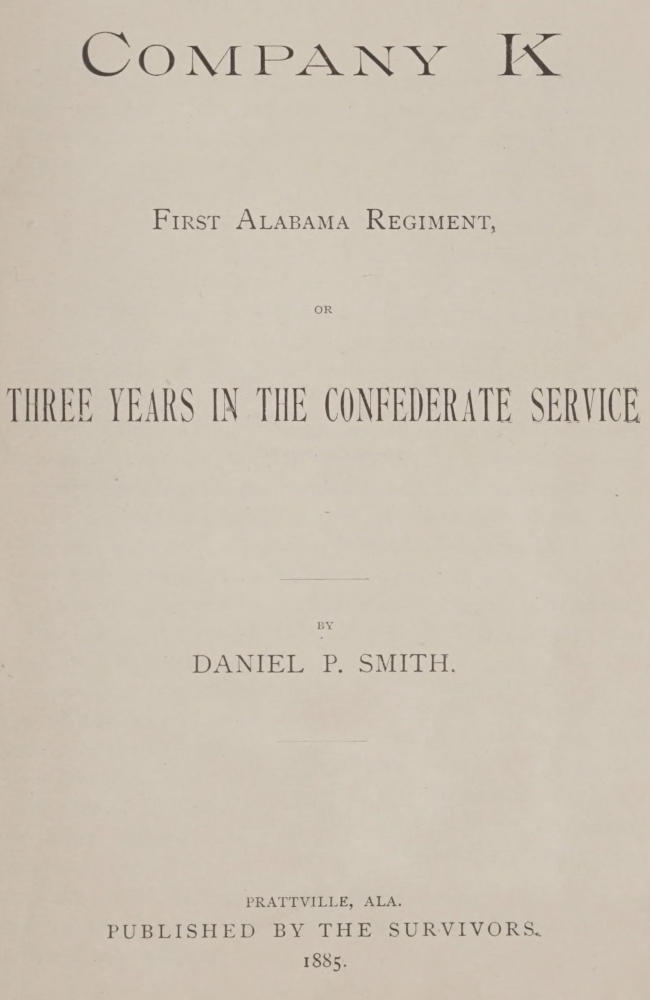 Company K
First Alabama Regiment,
OR
THREE YEARS IN THE CONFEDERATE SERVICE
BY
DANIEL P. SMITH.
PRATTVILLE, ALA.
PUBLISHED BY THE SURVIVORS.
1885.